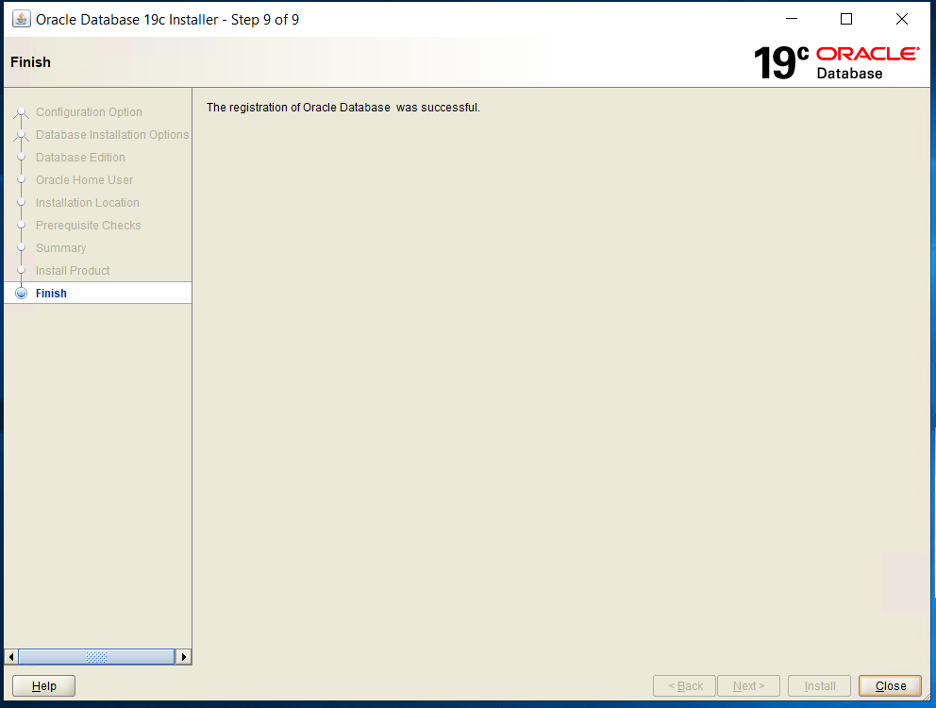 Oracle Database 19c Installer - Step 9 of 9
Finish
19c ORACLE
Database
Configuration Option
Database Installation Options
Database Edition
Oracle Home User
Installation Location
Prerequisite Checks
Summary
Install Product
Finish
The registration of Oracle Database  was successful.
Help
< Back
Next >
Install
Close